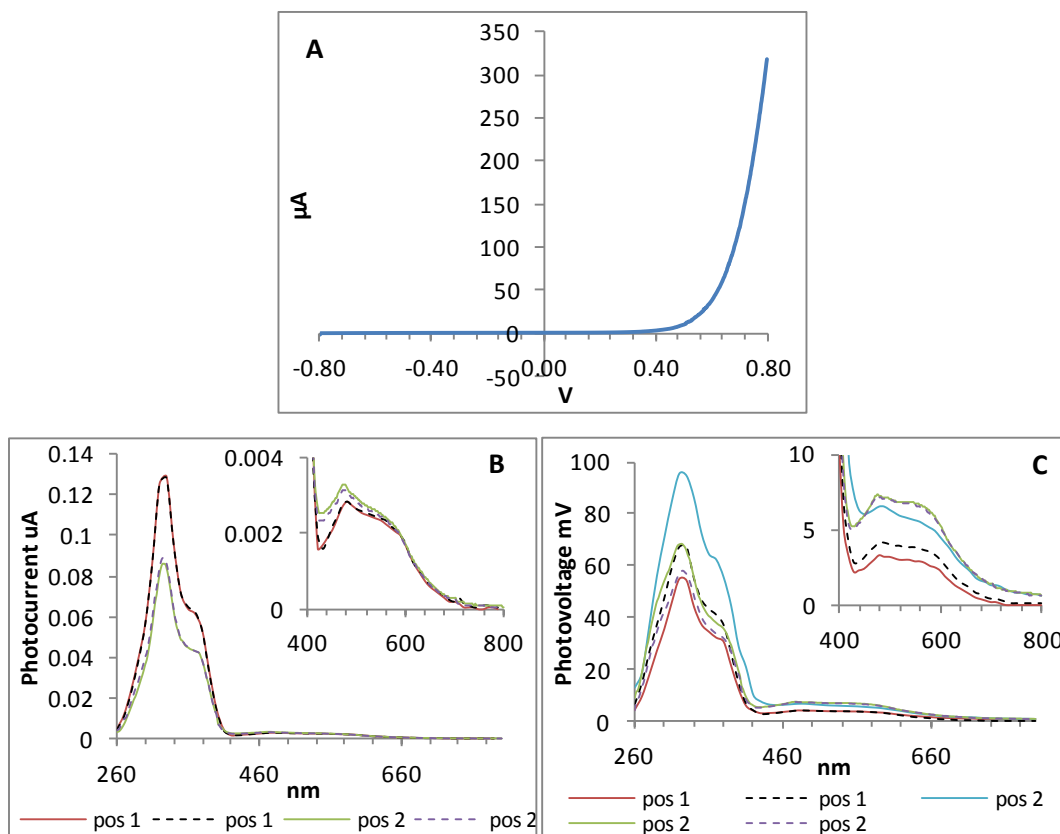 A
350
300
250
200
150
100
50
0
-50
µA
-0.80 -0.40 0.00 0.40 0.80
V
B
0.14
0.12
0.10
0.08
0.06
0.04
0.02
0
Photocurrent uA
260 460 660
nm
0.004
0.002
0
400 600 800
pos 1 pos 1 pos 2 pos 2
C
100
80
60
40
20
0
Photovoltage mV
260 460 660
nm
10
5
0
400 600 800
pos 1 pos 1 pos 2
pos 2 pos 2